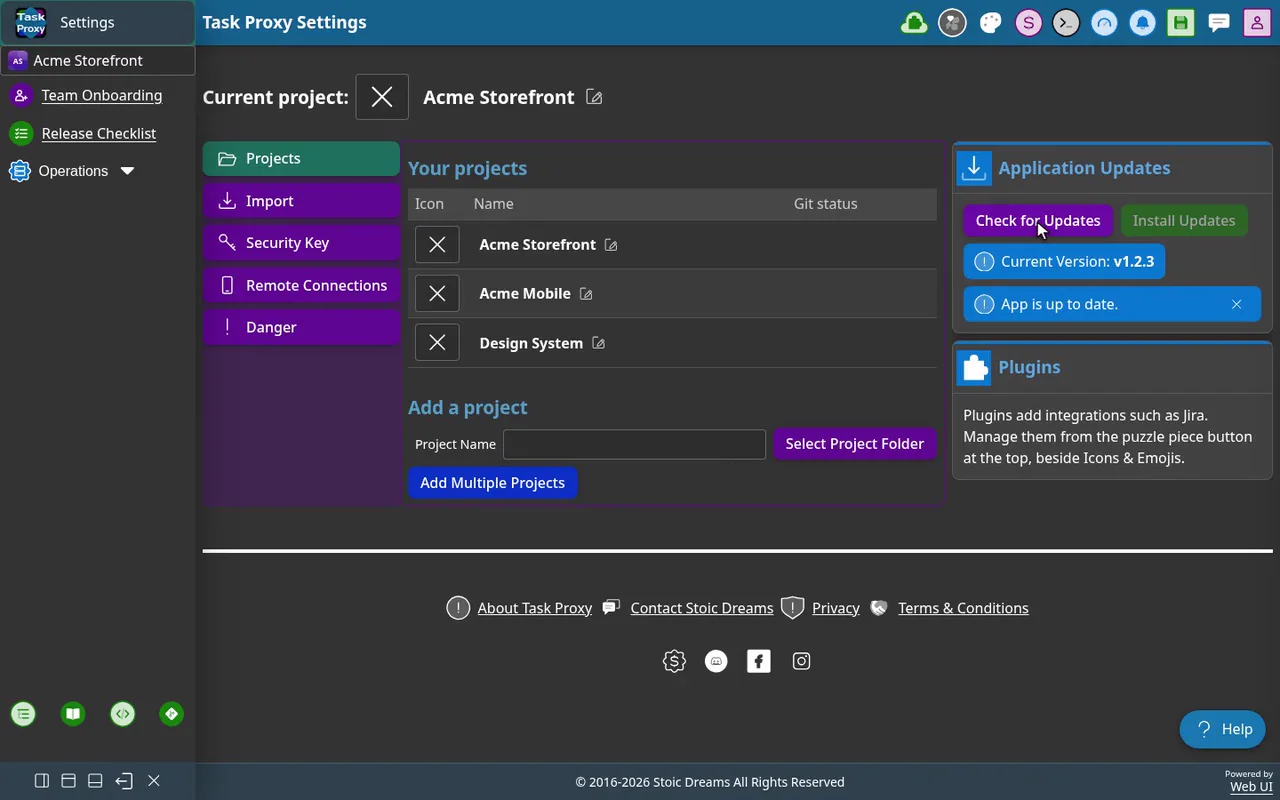 Task Proxy
Settings
Task Proxy Settings
AS
Acme Storefront
Team Onboarding
Release Checklist
Operations
Current project:
Acme Storefront
Projects
Import
Security Key
Remote Connections
Danger
Your projects
Icon
Name
Git status
Acme Storefront
Acme Mobile
Design System
Add a project
Project Name
Select Project Folder
Add Multiple Projects
Application Updates
Check for Updates
Install Updates
Current Version: v1.2.3
App is up to date.
Plugins
Plugins add integrations such as Jira.
Manage them from the puzzle piece button
at the top, beside Icons & Emojis.
About Task Proxy
Contact Stoic Dreams
Privacy
Terms & Conditions
Help
© 2016-2026 Stoic Dreams All Rights Reserved
Powered by
Web UI